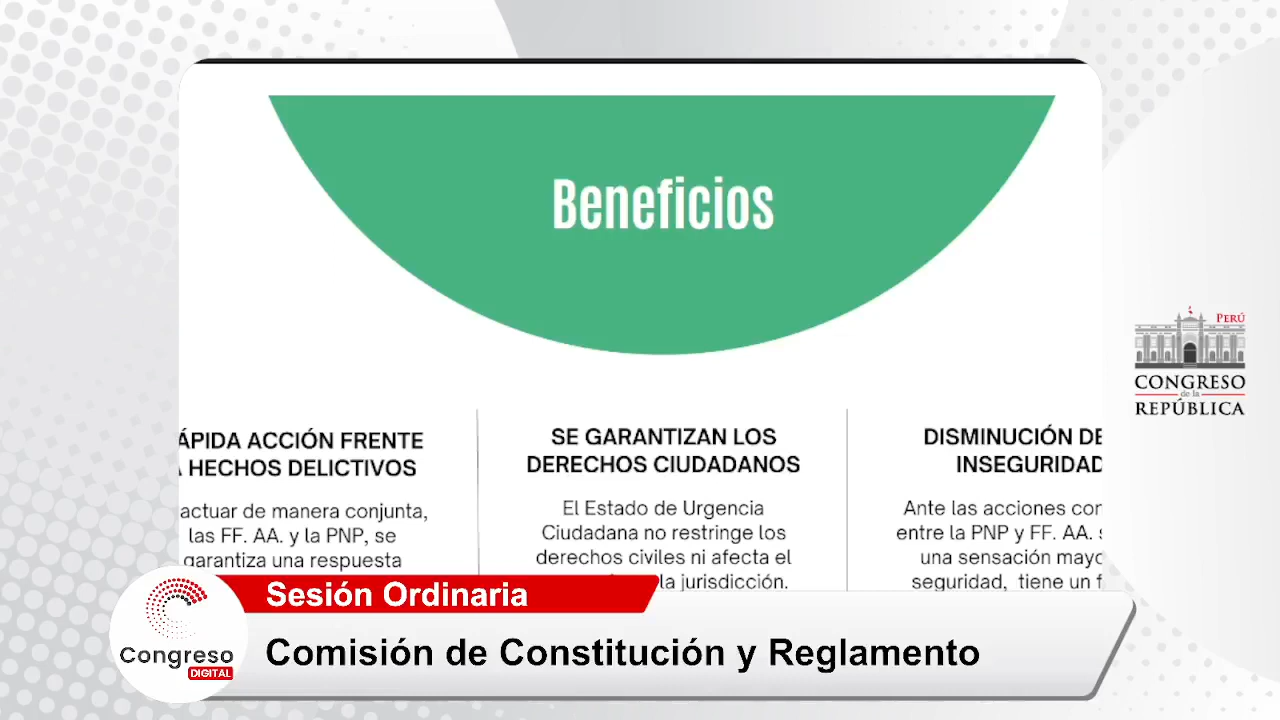 Beneficios
ÁPIDA ACCIÓN FRENTE
HECHOS DELICTIVOS
actuar de manera conjunta,
las FF. AA. y la PNP, se
garantiza una respuesta
SE GARANTIZAN LOS
DERECHOS CIUDADANOS
El Estado de Urgencia
Ciudadana no restringe los
derechos civiles ni afecta el
la jurisdicción.
DISMINUCIÓN DE
INSEGURIDAD
Ante las acciones con
entre la PNP y FF. AA. s
una sensación mayo
seguridad, tiene un f
PERÚ
CONGRESO
de la
REPÚBLICA
Sesión Ordinaria
Comisión de Constitución y Reglamento
Congreso
DIGITAL